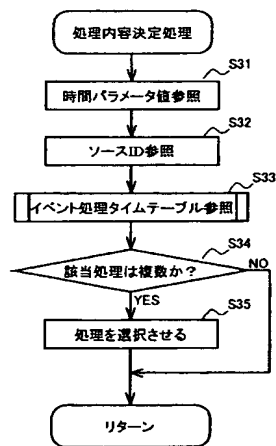 処理内容決定処理
S31
時間パラメータ値参照
S32
ソースID参照
S33
イベント処理タイムテーブル参照
S34
該当処理は複数か？
NO
YES
S35
処理を選択させる
リターン